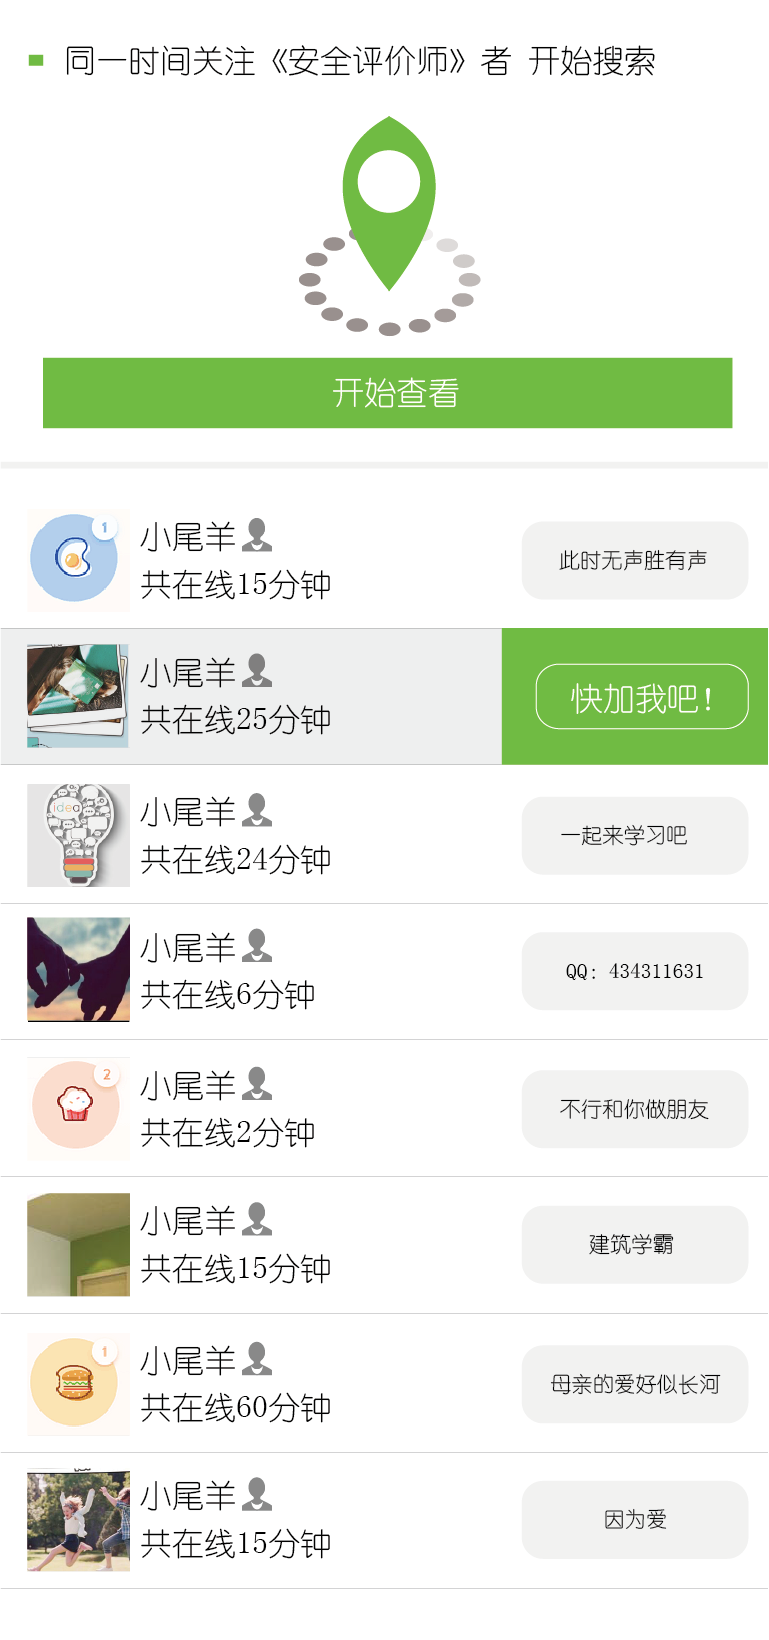 同一时间关注《安全评价师》者 开始搜索
开始查看
1
小尾羊
共在线15分钟
此时无声胜有声
小尾羊
共在线25分钟
快加我吧！
idea
小尾羊
共在线24分钟
一起来学习吧
小尾羊
共在线6分钟
QQ: 434311631
2
小尾羊
共在线2分钟
不行和你做朋友
小尾羊
共在线15分钟
建筑学霸
1
小尾羊
共在线60分钟
母亲的爱好似长河
小尾羊
共在线15分钟
因为爱